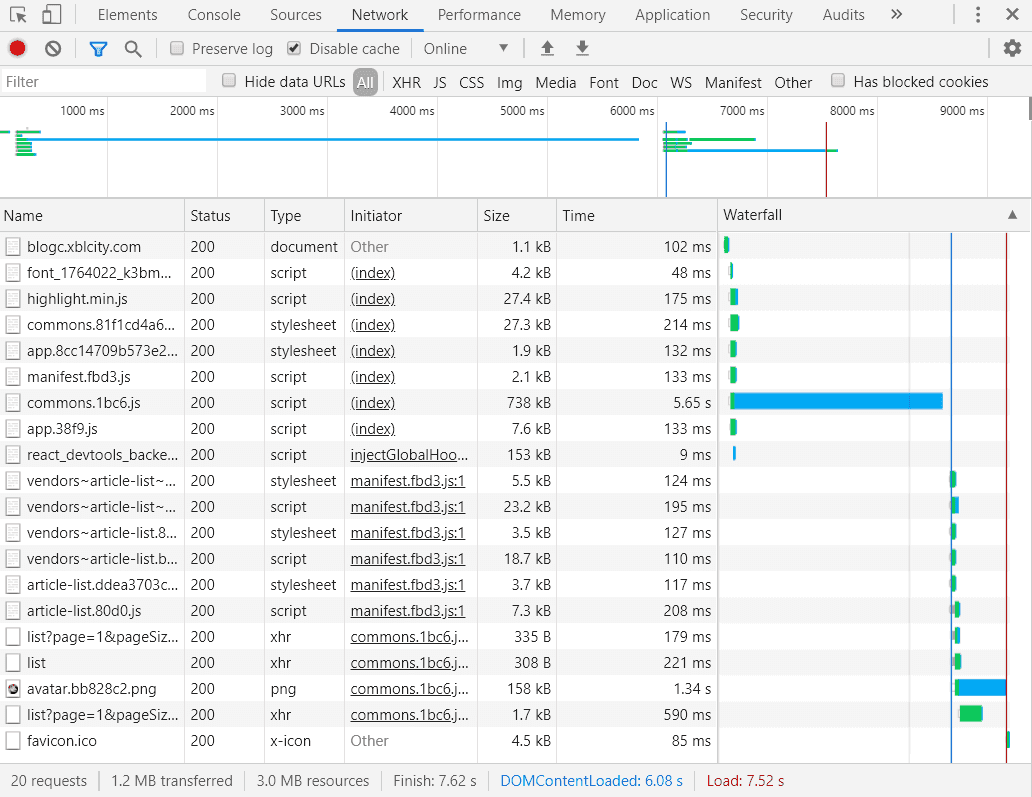 Elements Console Sources Network Performance Memory Application Security Audits »
Preserve log Disable cache Online
Filter Hide data URLs All XHR JS CSS Img Media Font Doc WS Manifest Other Has blocked cookies
1000 ms 2000 ms 3000 ms 4000 ms 5000 ms 6000 ms 7000 ms 8000 ms 9000 ms
Name Status Type Initiator Size Time Waterfall
blogc.xblcity.com 200 document Other 1.1 kB 102 ms
font_1764022_k3bm... 200 script (index) 4.2 kB 48 ms
highlight.min.js 200 script (index) 27.4 kB 175 ms
commons.81f1cd4a6... 200 stylesheet (index) 27.3 kB 214 ms
app.8cc14709b573e2... 200 stylesheet (index) 1.9 kB 132 ms
manifest.fbd3.js 200 script (index) 2.1 kB 133 ms
commons.1bc6.js 200 script (index) 738 kB 5.65 s
app.38f9.js 200 script (index) 7.6 kB 133 ms
react_devtools_backe... 200 script injectGlobalHoo... 153 kB 9 ms
vendors~article-list~... 200 stylesheet manifest.fbd3.js:1 5.5 kB 124 ms
vendors~article-list~... 200 script manifest.fbd3.js:1 23.2 kB 195 ms
vendors~article-list.8... 200 stylesheet manifest.fbd3.js:1 3.5 kB 127 ms
vendors~article-list.b... 200 script manifest.fbd3.js:1 18.7 kB 110 ms
article-list.ddea3703c... 200 stylesheet manifest.fbd3.js:1 3.7 kB 117 ms
article-list.80d0.js 200 script manifest.fbd3.js:1 7.3 kB 208 ms
list?page=1&pageSiz... 200 xhr commons.1bc6.j... 335 B 179 ms
list 200 xhr commons.1bc6.j... 308 B 221 ms
avatar.bb828c2.png 200 png commons.1bc6.j... 158 kB 1.34 s
list?page=1&pageSiz... 200 xhr commons.1bc6.j... 1.7 kB 590 ms
favicon.ico 200 x-icon Other 4.5 kB 85 ms
20 requests 1.2 MB transferred 3.0 MB resources Finish: 7.62 s DOMContentLoaded: 6.08 s Load: 7.52 s